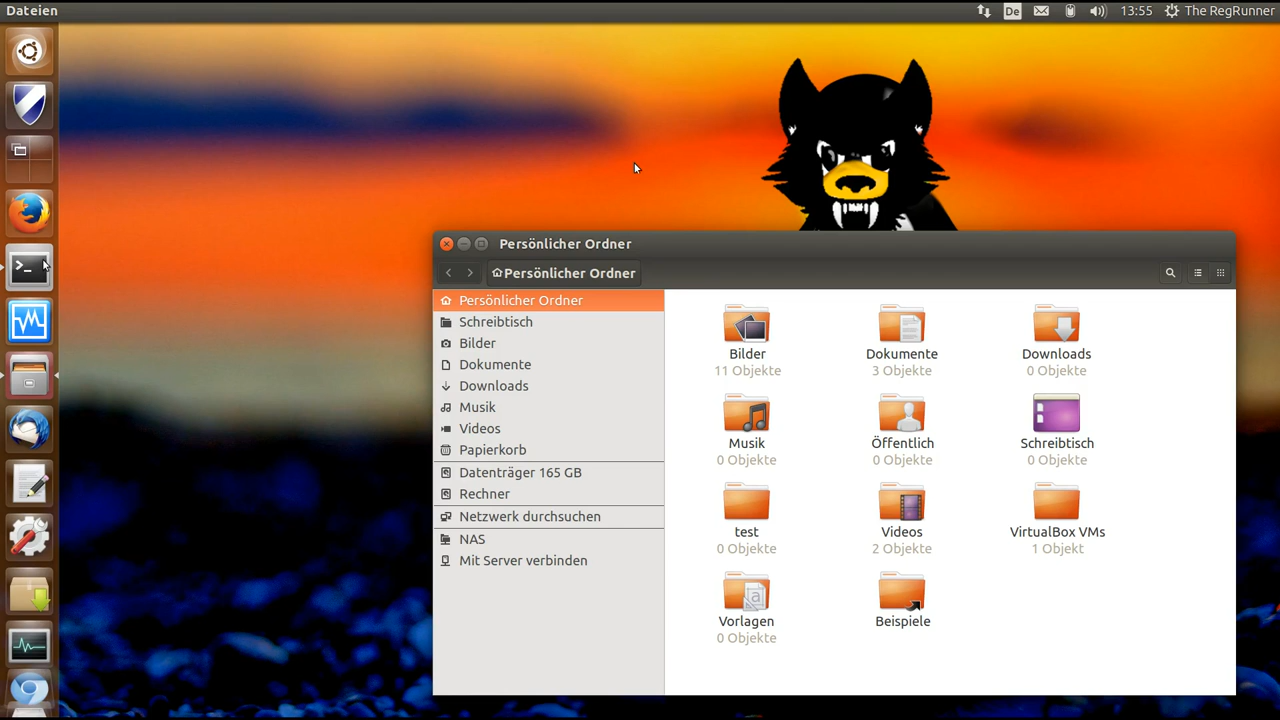 Dateien
De
13:55
The RegRunner
Persönlicher Ordner
Persönlicher Ordner
Persönlicher Ordner
Schreibtisch
Bilder
Dokumente
Downloads
Musik
Videos
Papierkorb
Datenträger 165 GB
Rechner
Netzwerk durchsuchen
NAS
Mit Server verbinden
Bilder
11 Objekte
Dokumente
3 Objekte
Downloads
0 Objekte
Musik
0 Objekte
Öffentlich
0 Objekte
Schreibtisch
0 Objekte
test
0 Objekte
Videos
2 Objekte
VirtualBox VMs
1 Objekt
Vorlagen
0 Objekte
Beispiele